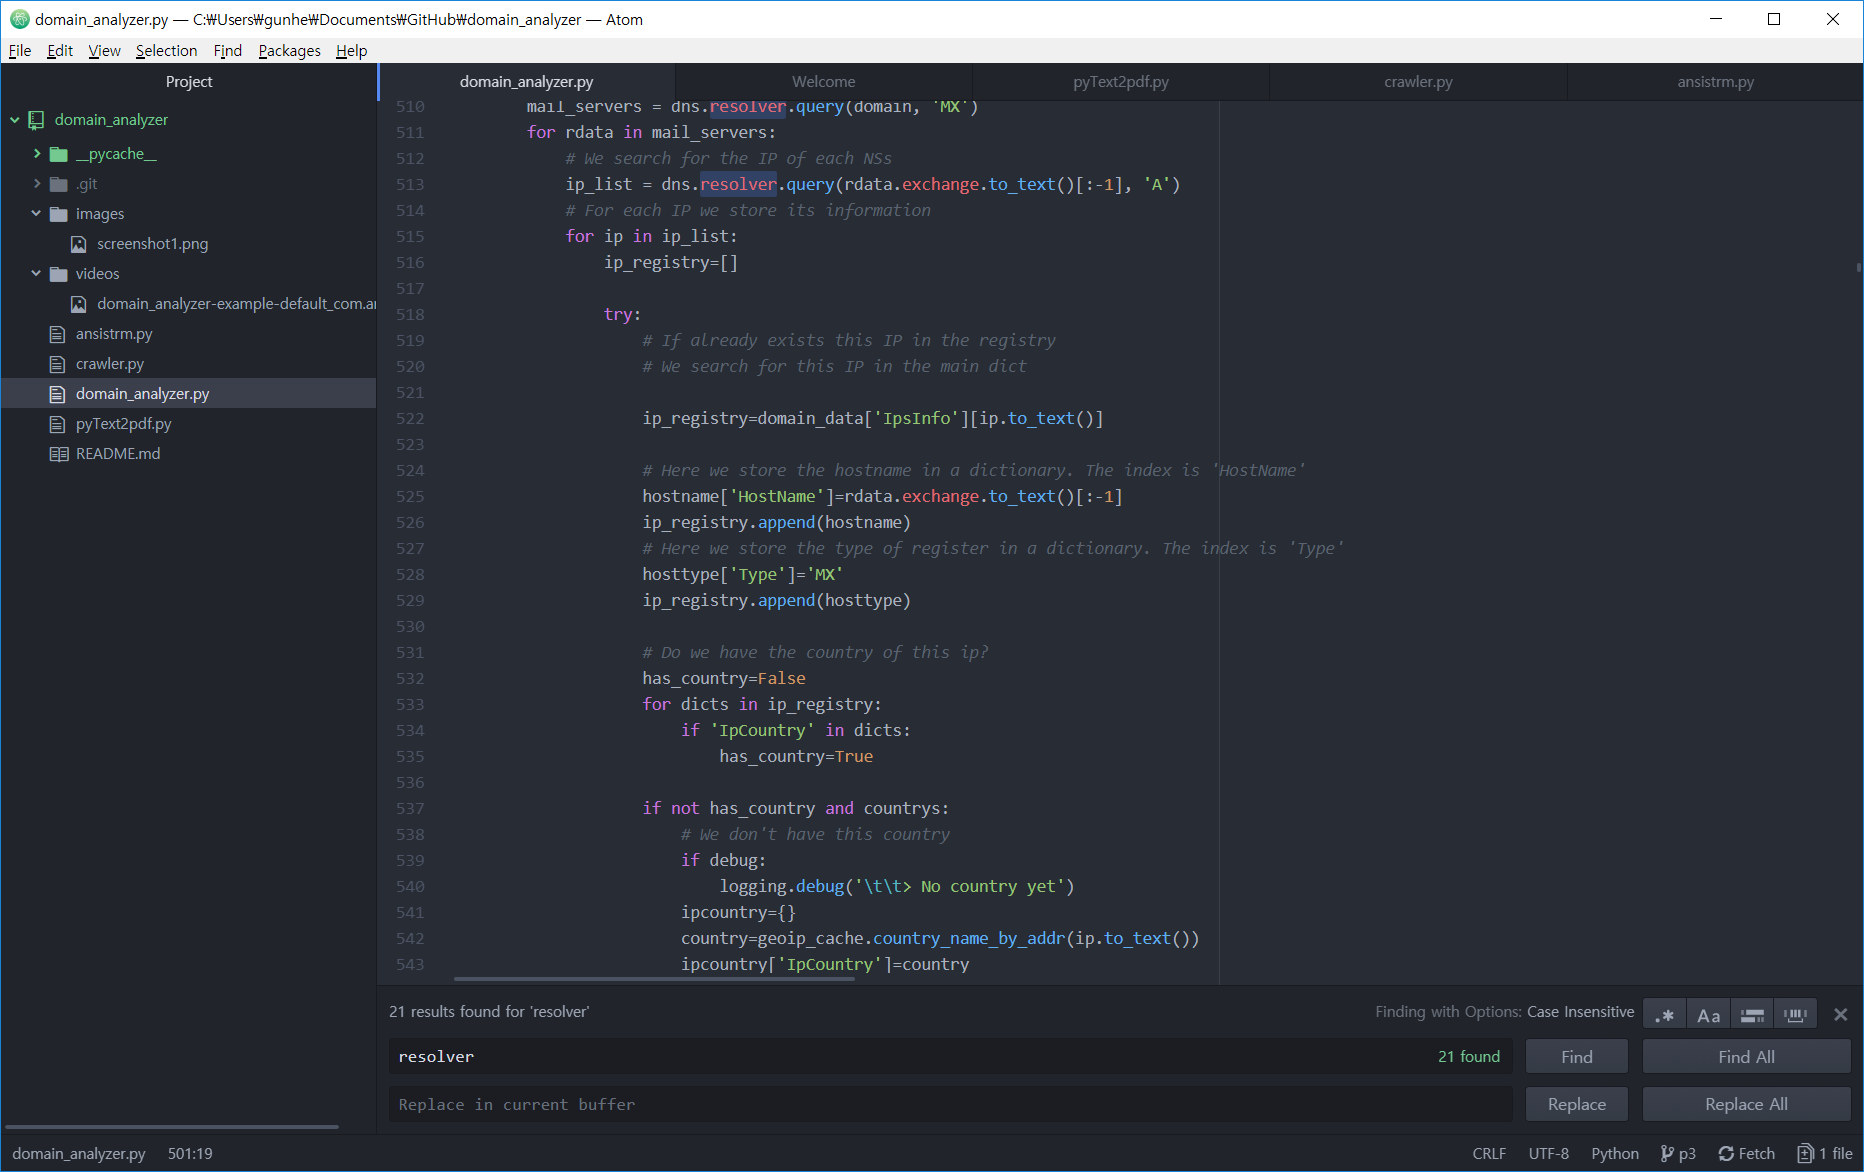 domain_analyzer.py — C:₩Users₩gunhe₩Documents₩GitHub₩domain_analyzer — Atom
File Edit View Selection Find Packages Help
Project
domain_analyzer
__pycache__
.git
images
screenshot1.png
videos
domain_analyzer-example-default_com.ar
ansistrm.py
crawler.py
domain_analyzer.py
pyText2pdf.py
README.md
domain_analyzer.py Welcome pyText2pdf.py crawler.py ansistrm.py
510 mail_servers = dns.resolver.query(domain, 'MX')
511 for rdata in mail_servers:
512 # We search for the IP of each NSs
513 ip_list = dns.resolver.query(rdata.exchange.to_text()[:-1], 'A')
514 # For each IP we store its information
515 for ip in ip_list:
516 ip_registry=[]
517
518 try:
519 # If already exists this IP in the registry
520 # We search for this IP in the main dict
521
522 ip_registry=domain_data['IpsInfo'][ip.to_text()]
523
524 # Here we store the hostname in a dictionary. The index is 'HostName'
525 hostname['HostName']=rdata.exchange.to_text()[:-1]
526 ip_registry.append(hostname)
527 # Here we store the type of register in a dictionary. The index is 'Type'
528 hosttype['Type']='MX'
529 ip_registry.append(hosttype)
530
531 # Do we have the country of this ip?
532 has_country=False
533 for dicts in ip_registry:
534 if 'IpCountry' in dicts:
535 has_country=True
536
537 if not has_country and countrys:
538 # We don't have this country
539 if debug:
540 logging.debug('\t\t> No country yet')
541 ipcountry={}
542 country=geoip_cache.country_name_by_addr(ip.to_text())
543 ipcountry['IpCountry']=country
21 results found for 'resolver' Finding with Options: Case Insensitive .* Aa
resolver 21 found Find Find All
Replace in current buffer Replace Replace All
domain_analyzer.py 501:19 CRLF UTF-8 Python p3 Fetch 1 file